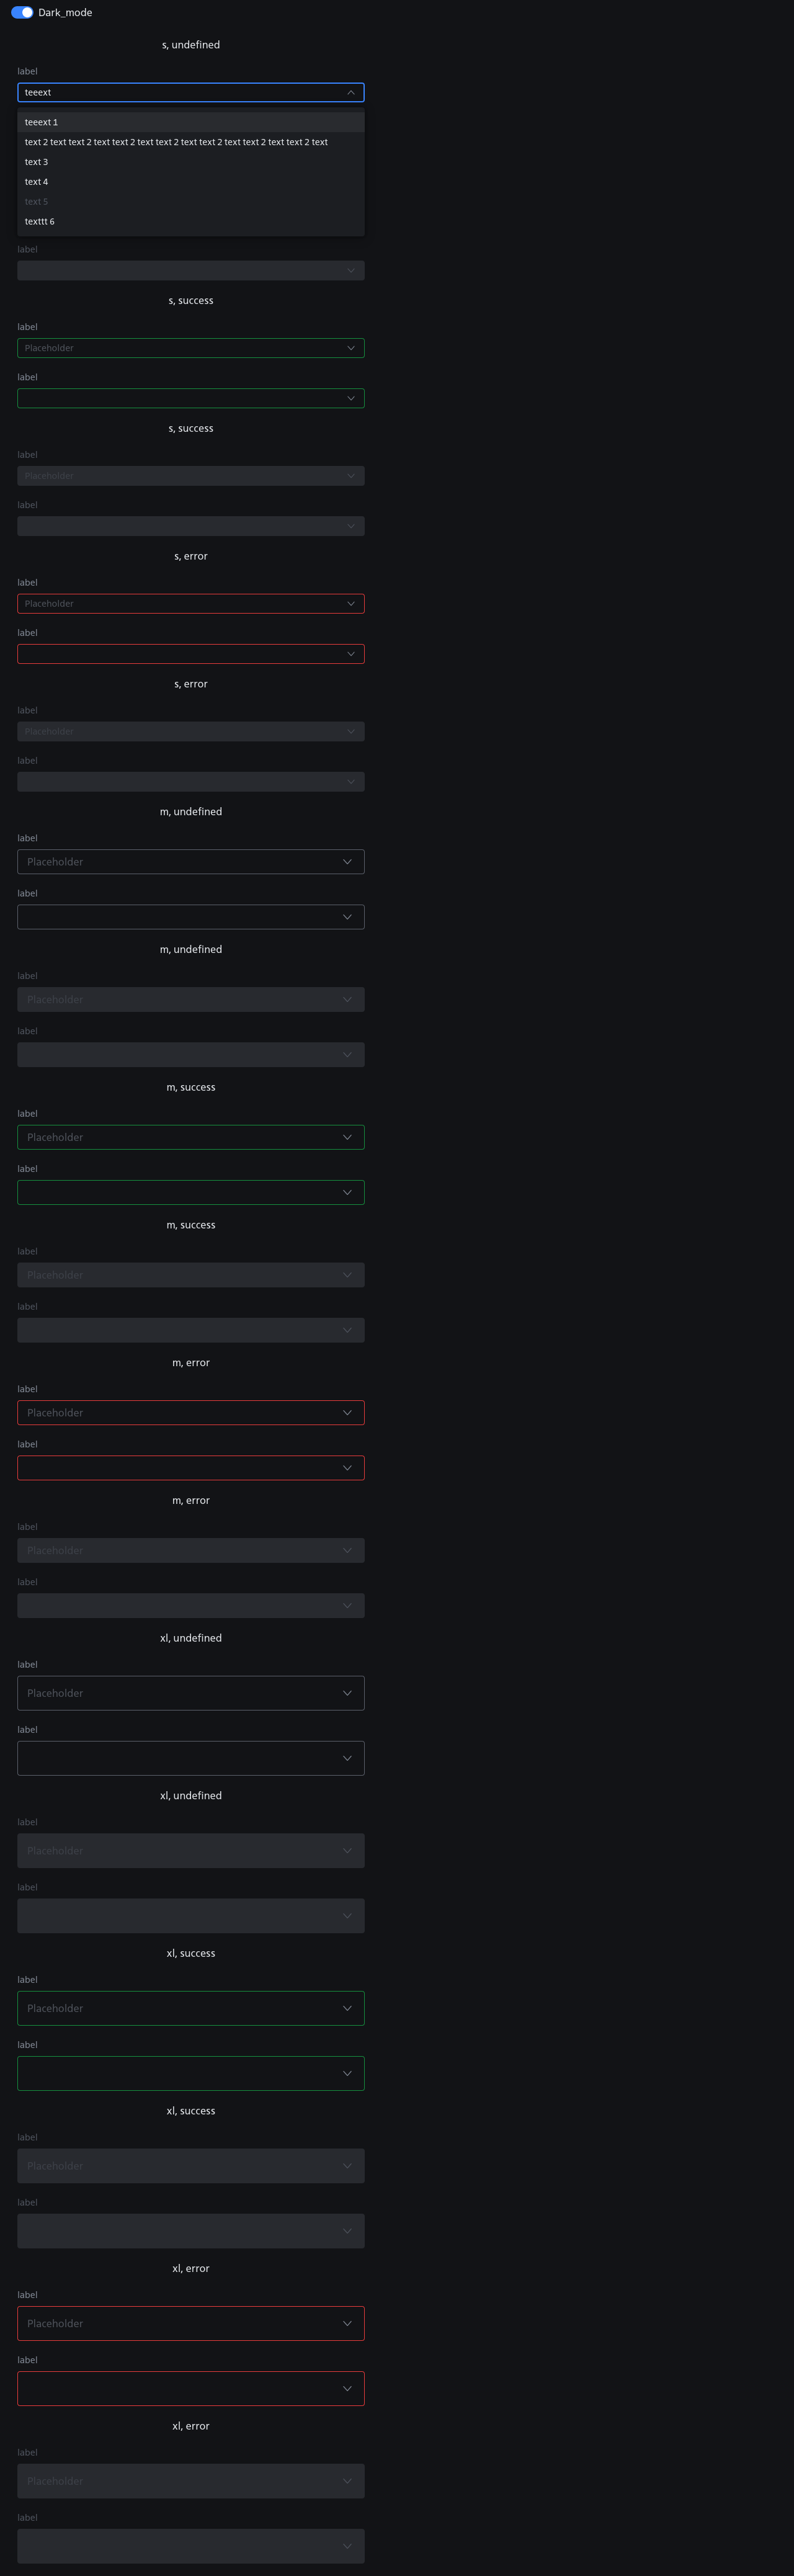 Dark_mode
s, undefined
label
teeext
teeext 1
text 2 text text 2 text text 2 text text 2 text text 2 text text 2 text text 2 text
text 3
text 4
text 5
texttt 6
label
s, success
label
Placeholder
label
s, success
label
Placeholder
label
s, error
label
Placeholder
label
s, error
label
Placeholder
label
m, undefined
label
Placeholder
label
m, undefined
label
Placeholder
label
m, success
label
Placeholder
label
m, success
label
Placeholder
label
m, error
label
Placeholder
label
m, error
label
Placeholder
label
xl, undefined
label
Placeholder
label
xl, undefined
label
Placeholder
label
xl, success
label
Placeholder
label
xl, success
label
Placeholder
label
xl, error
label
Placeholder
label
xl, error
label
Placeholder
label